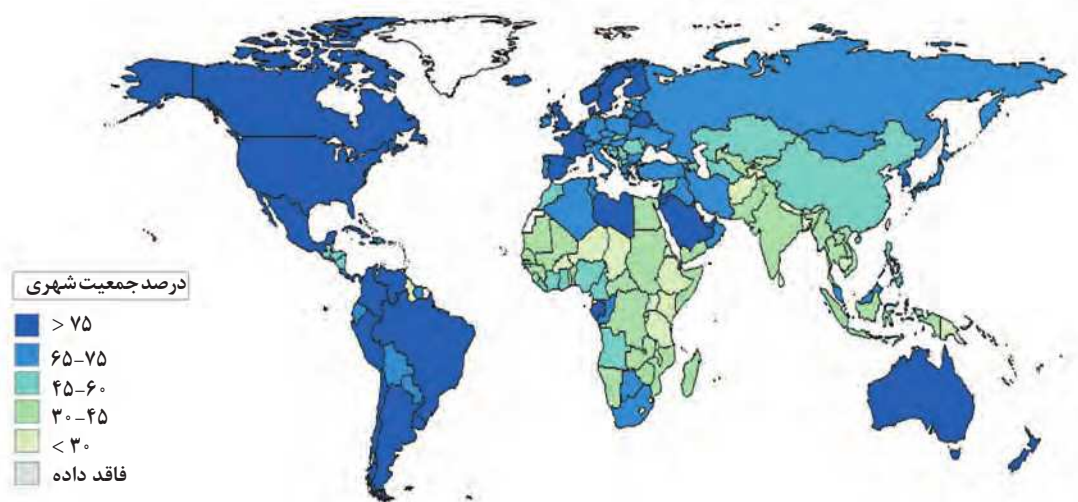 درصد جمعیت شهری
> ۷۵
۶۵-۷۵
۴۵-۶۰
۳۰-۴۵
< ۳۰
فاقد داده